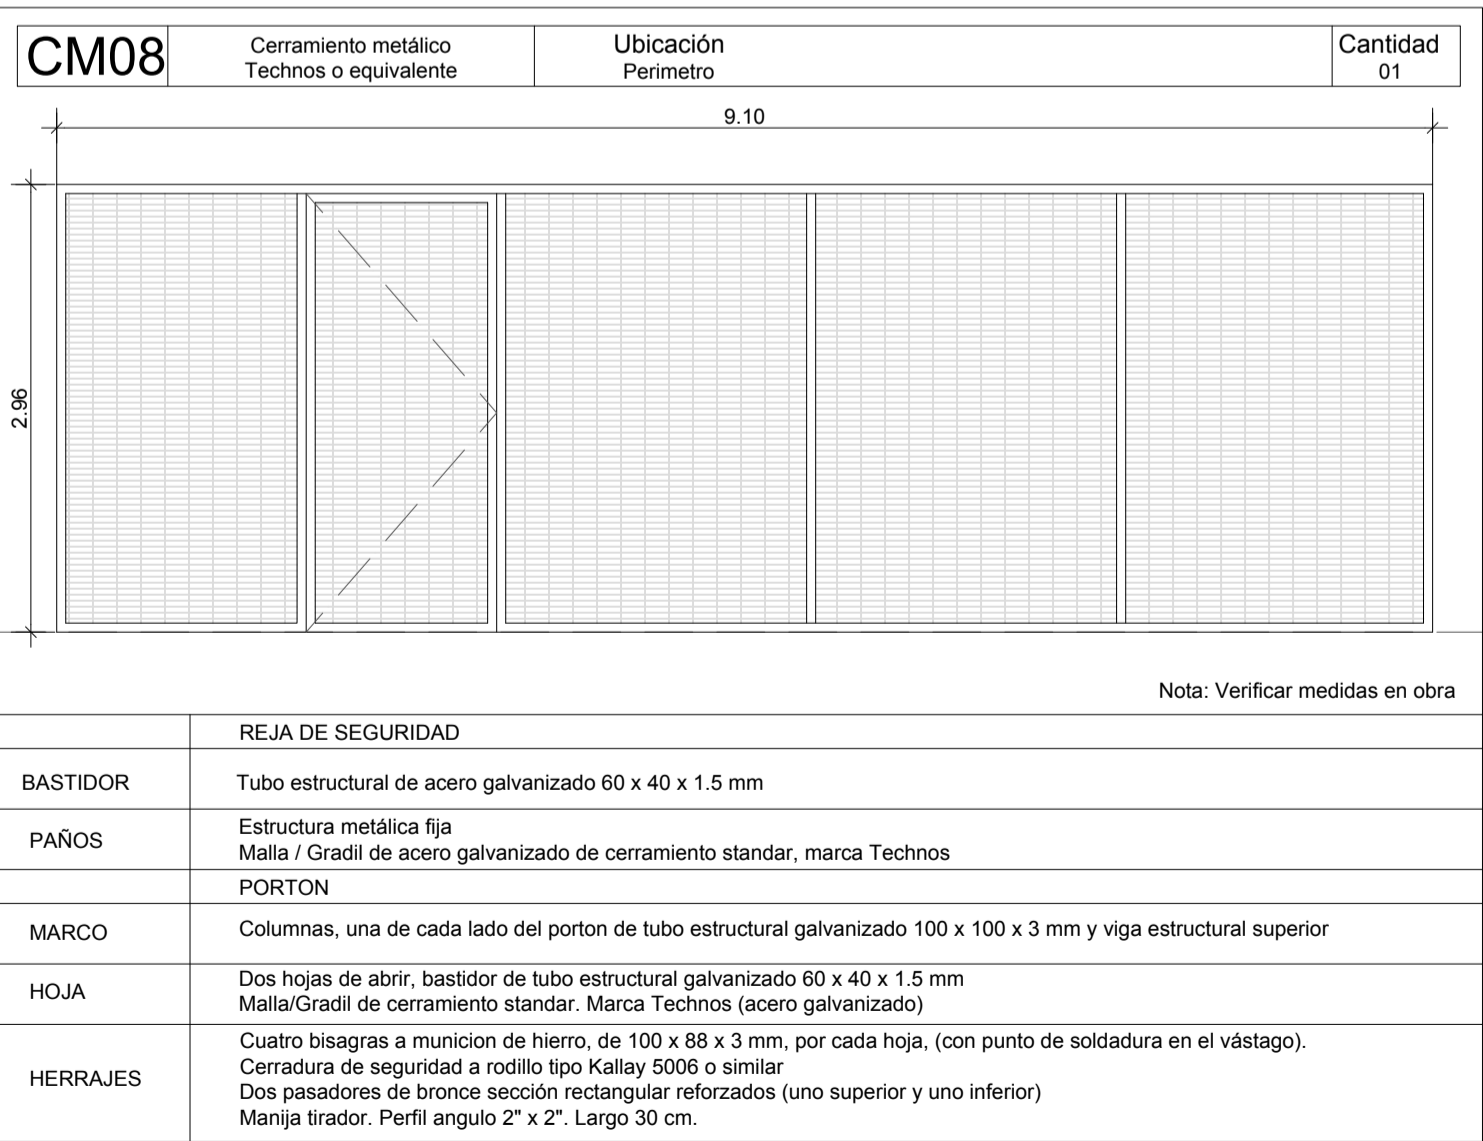 CM08
Cerramiento metálico
Technos o equivalente
Ubicación
Perimetro
Cantidad
01
9.10
2.96
Nota: Verificar medidas en obra
REJA DE SEGURIDAD
BASTIDOR
Tubo estructural de acero galvanizado 60 x 40 x 1.5 mm
PAÑOS
Estructura metálica fija
Malla / Gradil de acero galvanizado de cerramiento standar, marca Technos
PORTON
MARCO
Columnas, una de cada lado del porton de tubo estructural galvanizado 100 x 100 x 3 mm y viga estructural superior
HOJA
Dos hojas de abrir, bastidor de tubo estructural galvanizado 60 x 40 x 1.5 mm
Malla/Gradil de cerramiento standar. Marca Technos (acero galvanizado)
HERRAJES
Cuatro bisagras a municion de hierro, de 100 x 88 x 3 mm, por cada hoja, (con punto de soldadura en el vástago).
Cerradura de seguridad a rodillo tipo Kallay 5006 o similar
Dos pasadores de bronce sección rectangular reforzados (uno superior y uno inferior)
Manija tirador. Perfil angulo 2" x 2". Largo 30 cm.